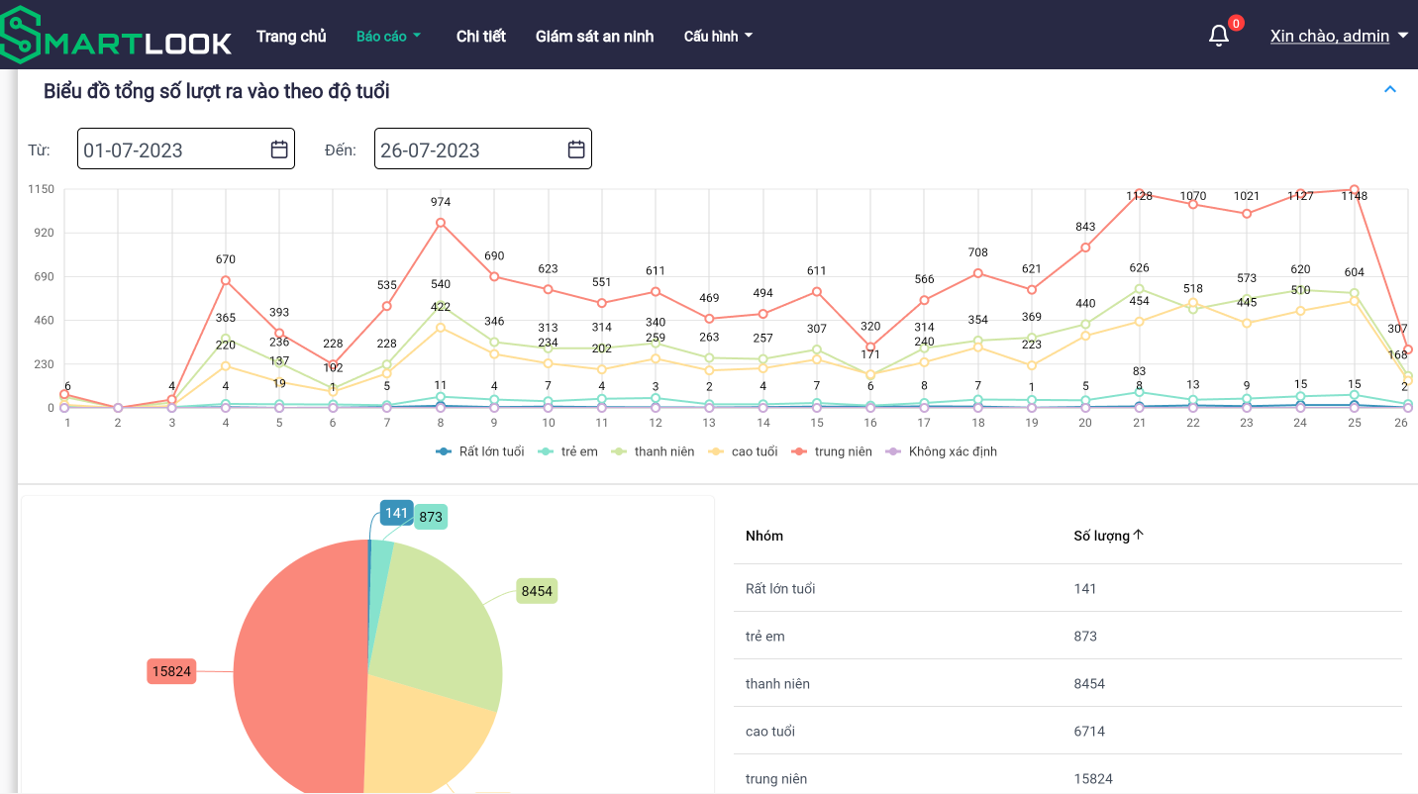 SMARTLOOK Trang chủ Báo cáo Chi tiết Giám sát an ninh Cấu hình 0 Xin chào, admin
Biểu đồ tổng số lượt ra vào theo độ tuổi
Từ: 01-07-2023 Đến: 26-07-2023
1150
920
690
460
230
0
974
1128 1070 1021 1127 1148
843
670 690 623 611 611 708 621 626 620 604
535 540 551 566 573
469 494 518 510
393 422 440 454 445
365 346 313 314 340 307 320 314 354 369 307
220 236 228 228 234 202 259 263 257 171 240 223 168
137 102
83
6 4 4 19 1 5 11 4 7 4 3 2 4 7 6 8 7 1 5 8 13 9 15 15 2
1 2 3 4 5 6 7 8 9 10 11 12 13 14 15 16 17 18 19 20 21 22 23 24 25 26
Rất lớn tuổi trẻ em thanh niên cao tuổi trung niên Không xác định
141 873
8454
15824
Nhóm Số lượng
Rất lớn tuổi 141
trẻ em 873
thanh niên 8454
cao tuổi 6714
trung niên 15824